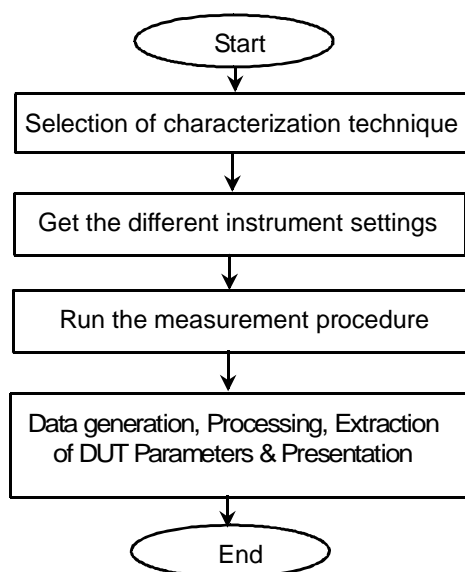 Start
Selection of characterization technique
Get the different instrument settings
Run the measurement procedure
Data generation, Processing, Extraction
of DUT Parameters & Presentation
End